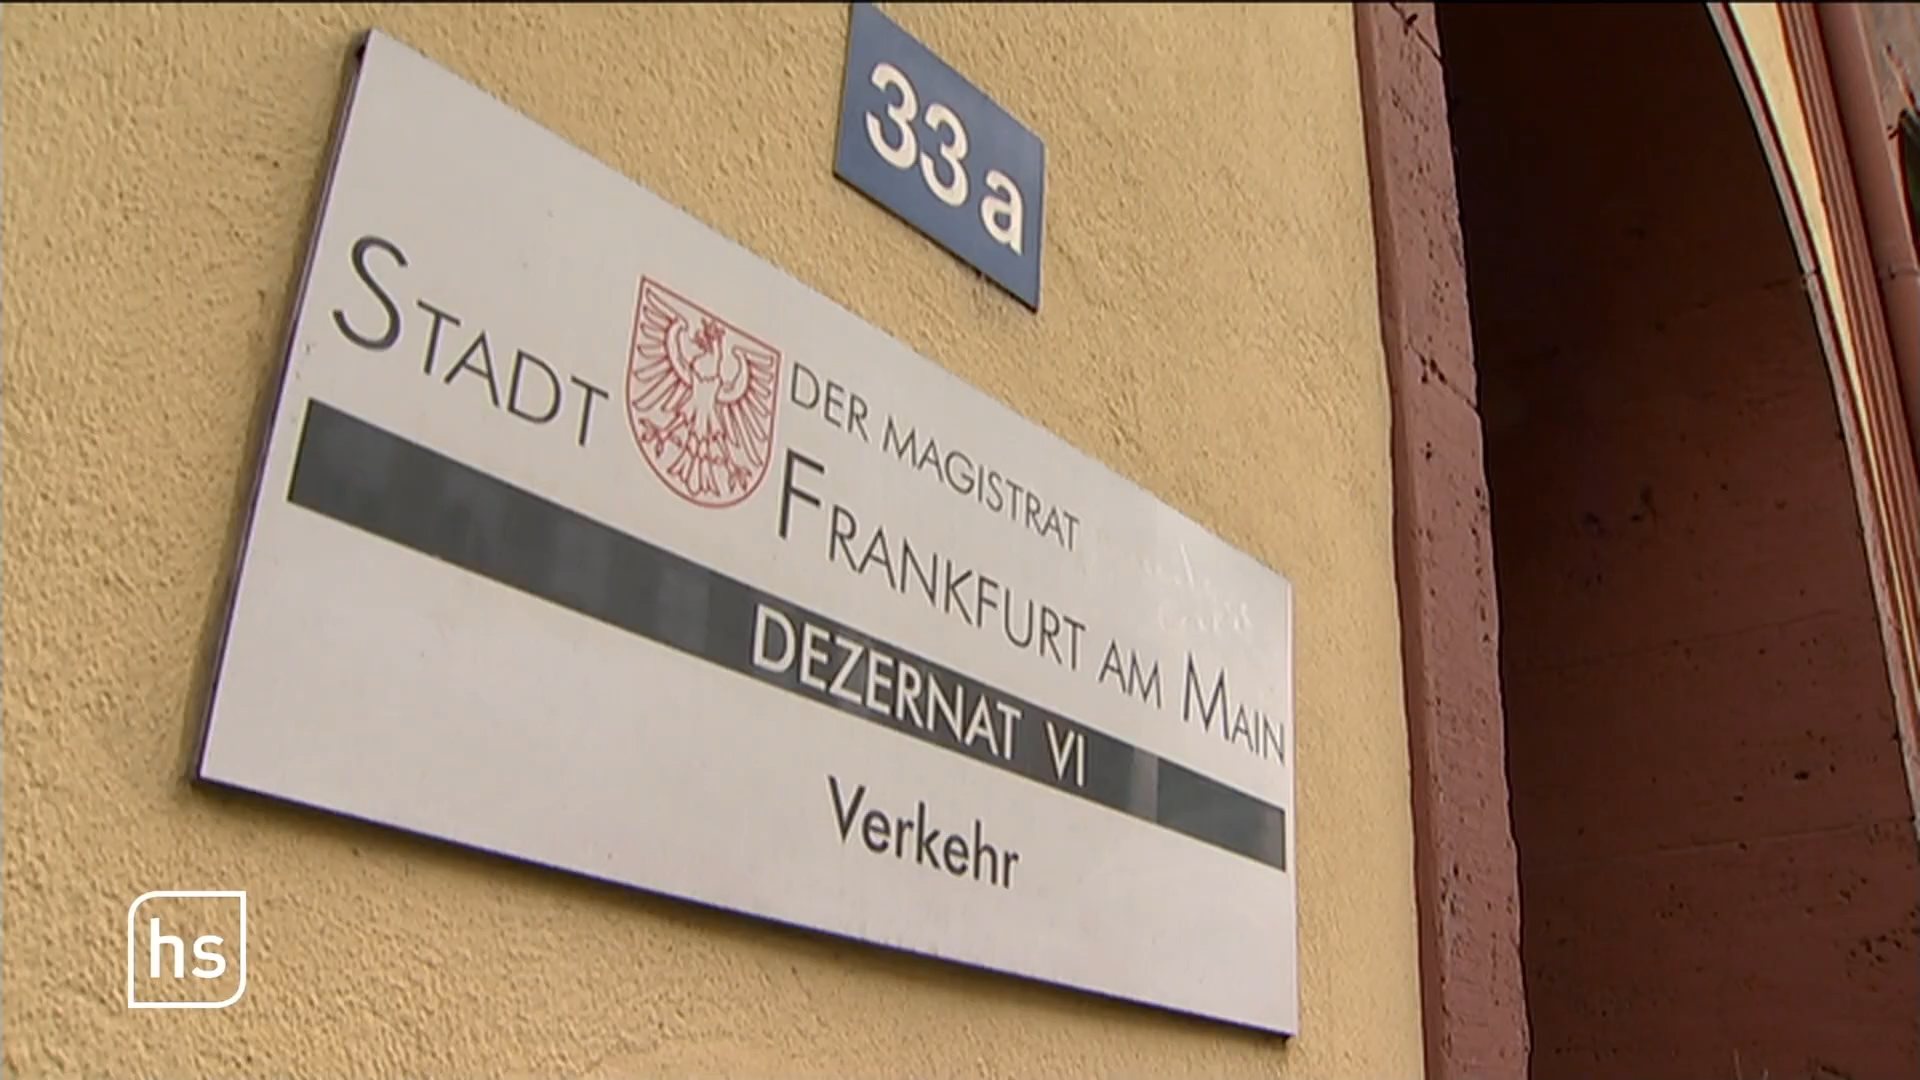 33a
DER MAGISTRAT
STADT FRANKFURT AM MAIN
DEZERNAT VI
Verkehr
hs